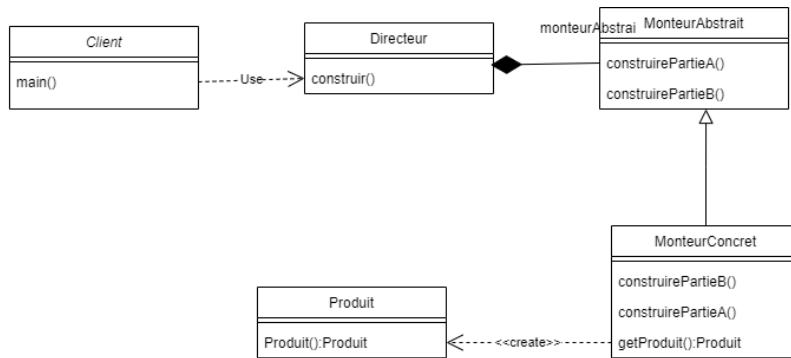 Client
main()
Use
Directeur
construir()
monteurAbstrai
MonteurAbstrait
construirePartieA()
construirePartieB()
MonteurConcret
construirePartieB()
construirePartieA()
getProduit():Produit
<<create>>
Produit
Produit():Produit